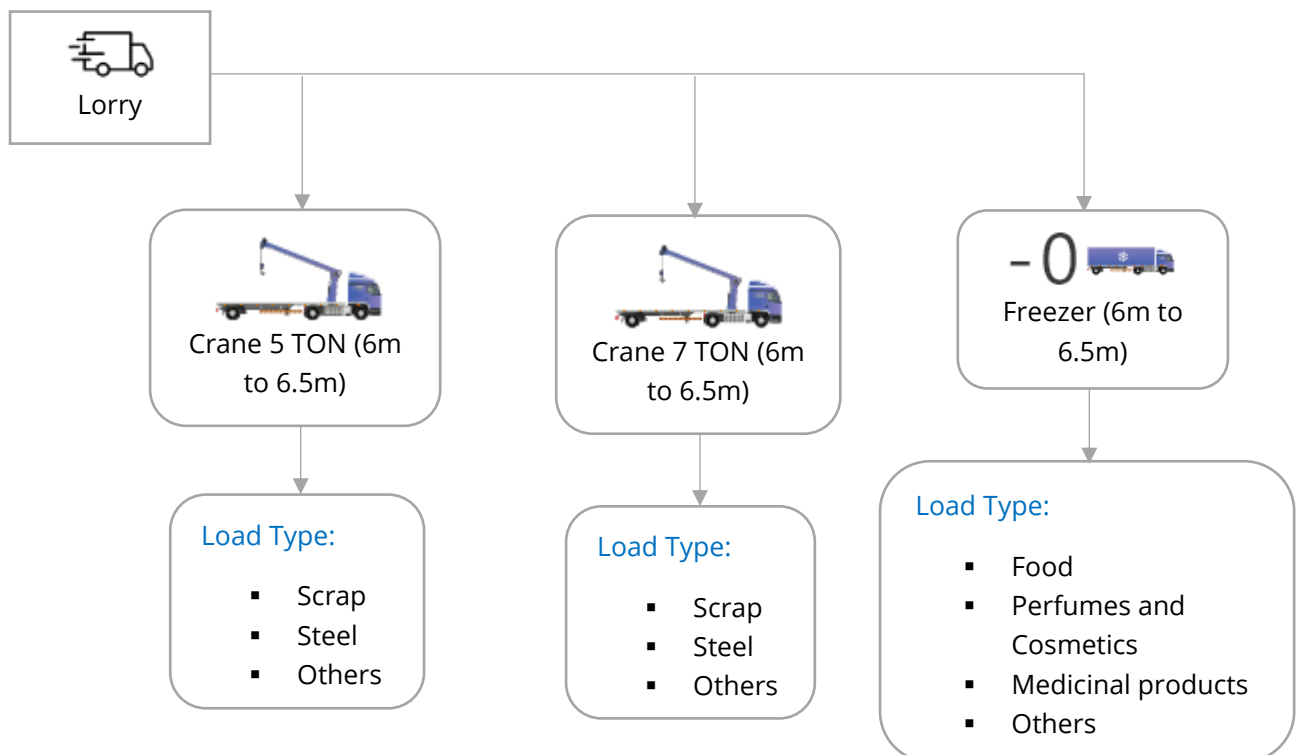 Lorry
Crane 5 TON (6m
to 6.5m)
Crane 7 TON (6m
to 6.5m)
-0
Freezer (6m to
6.5m)
Load Type:
▪ Scrap
▪ Steel
▪ Others
Load Type:
▪ Scrap
▪ Steel
▪ Others
Load Type:
▪ Food
▪ Perfumes and
Cosmetics
▪ Medicinal products
▪ Others